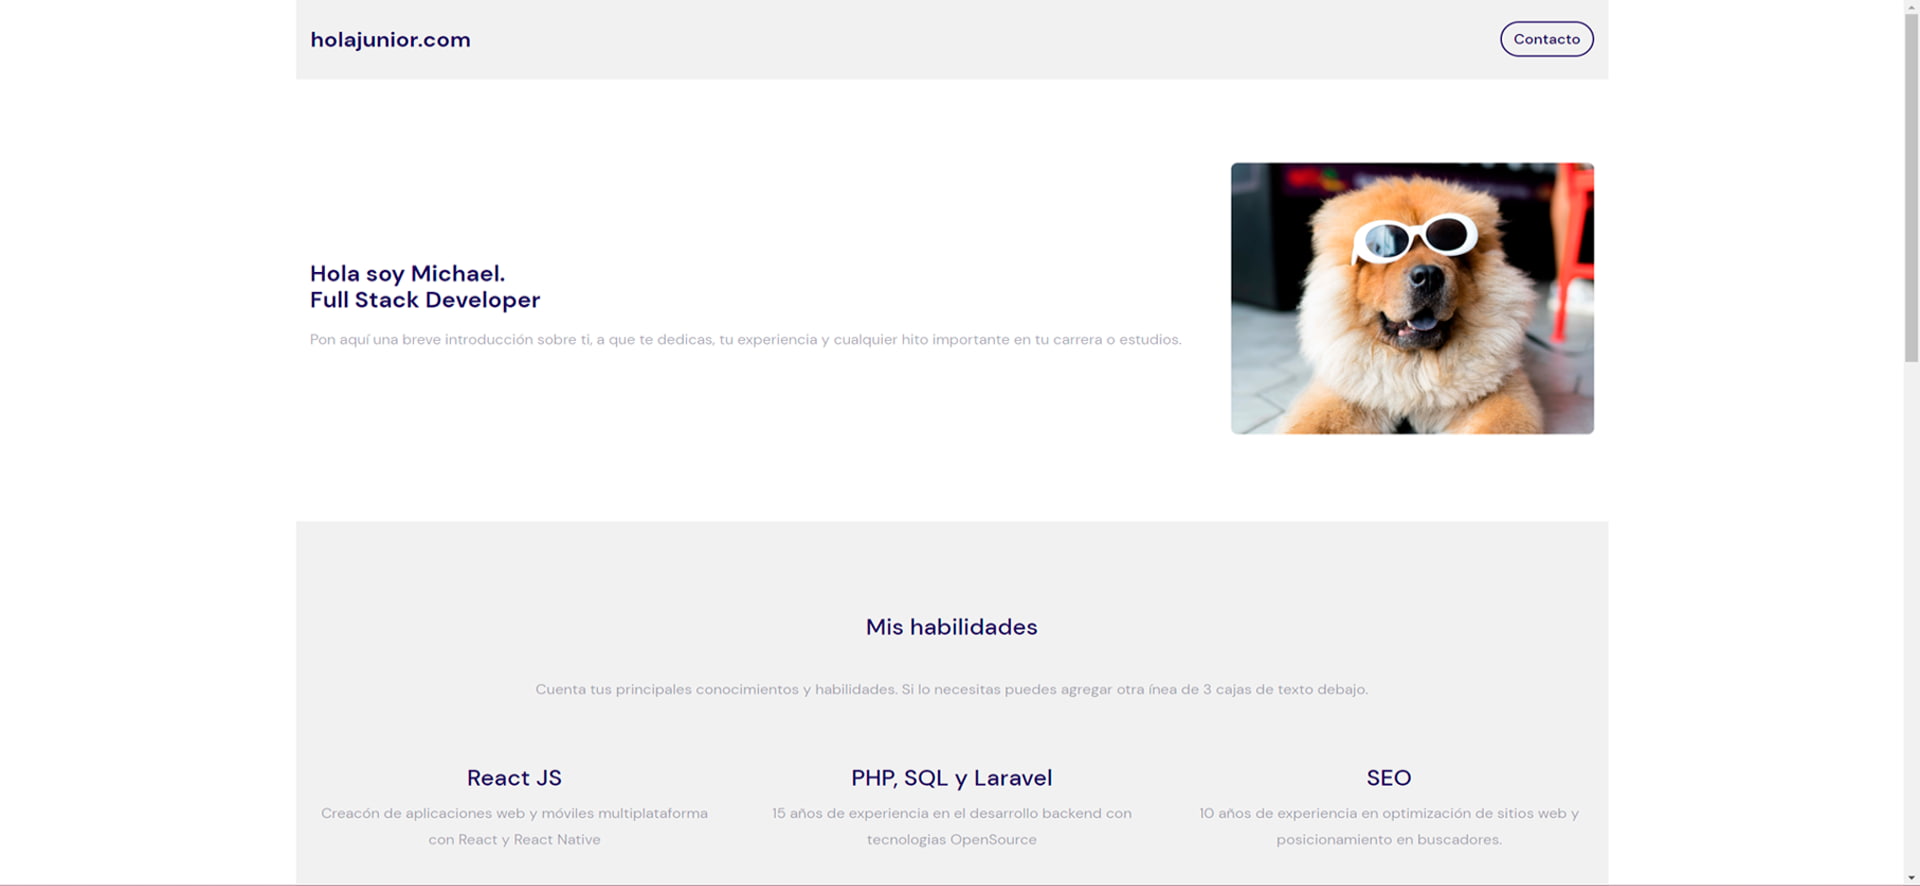 holajunior.com
Contacto
Hola soy Michael.
Full Stack Developer
Pon aquí una breve introducción sobre ti, a que te dedicas, tu experiencia y cualquier hito importante en tu carrera o estudios.
Mis habilidades
Cuenta tus principales conocimientos y habilidades. Si lo necesitas puedes agregar otra ínea de 3 cajas de texto debajo.
React JS
Creacón de aplicaciones web y móviles multiplataforma
con React y React Native
PHP, SQL y Laravel
15 años de experiencia en el desarrollo backend con
tecnologias OpenSource
SEO
10 años de experiencia en optimización de sitios web y
posicionamiento en buscadores.